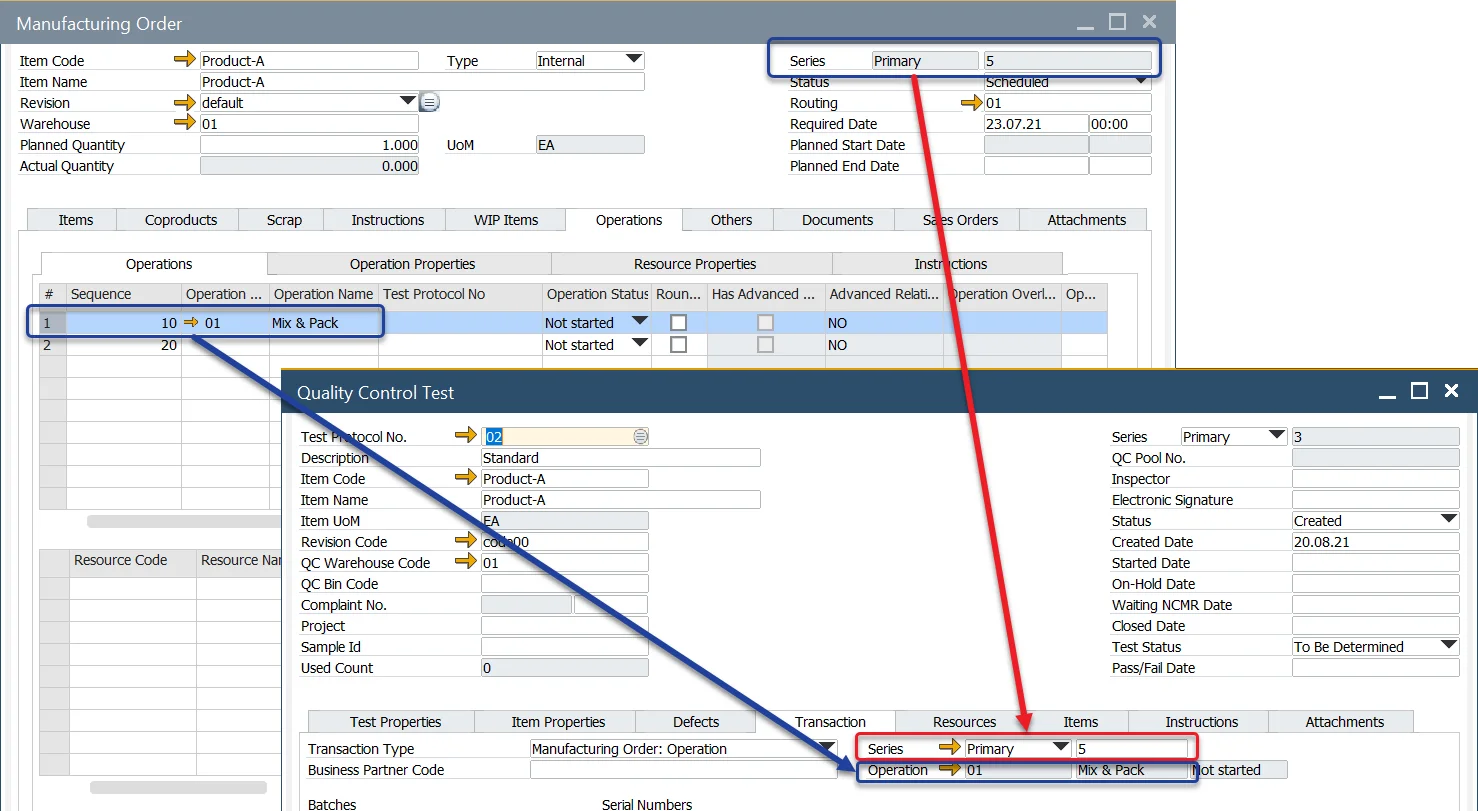 Manufacturing Order
Item Code Product-A Type Internal Series Primary 5
Item Name Product-A Status Scheduled
Revision default Routing 01
Warehouse 01 Required Date 23.07.21 00:00
Planned Quantity 1.000 UoM EA Planned Start Date
Actual Quantity 0.000 Planned End Date
Items Coproducts Scrap Instructions WIP Items Operations Others Documents Sales Orders Attachments
Operations Operation Properties Resource Properties Instructions
# Sequence Operation ... Operation Name Test Protocol No Operation Status Roun... Has Advanced ... Advanced Relati... Operation Overl... Op...
1 10 01 Mix & Pack Not started NO
2 20 Not started NO
Resource Code Resource Nar
Quality Control Test
Test Protocol No. 02 Series Primary 3
Description Standard QC Pool No.
Item Code Product-A Inspector
Item Name Product-A Electronic Signature
Item UoM EA Status Created
Revision Code code00 Created Date 20.08.21
QC Warehouse Code 01 Started Date
QC Bin Code On-Hold Date
Complaint No. Waiting NCMR Date
Project Closed Date
Sample Id Test Status To Be Determined
Used Count 0 Pass/Fail Date
Test Properties Item Properties Defects Transaction Resources Items Instructions Attachments
Transaction Type Manufacturing Order: Operation Series Primary 5
Business Partner Code Operation 01 Mix & Pack Not started
Batches Serial Numbers